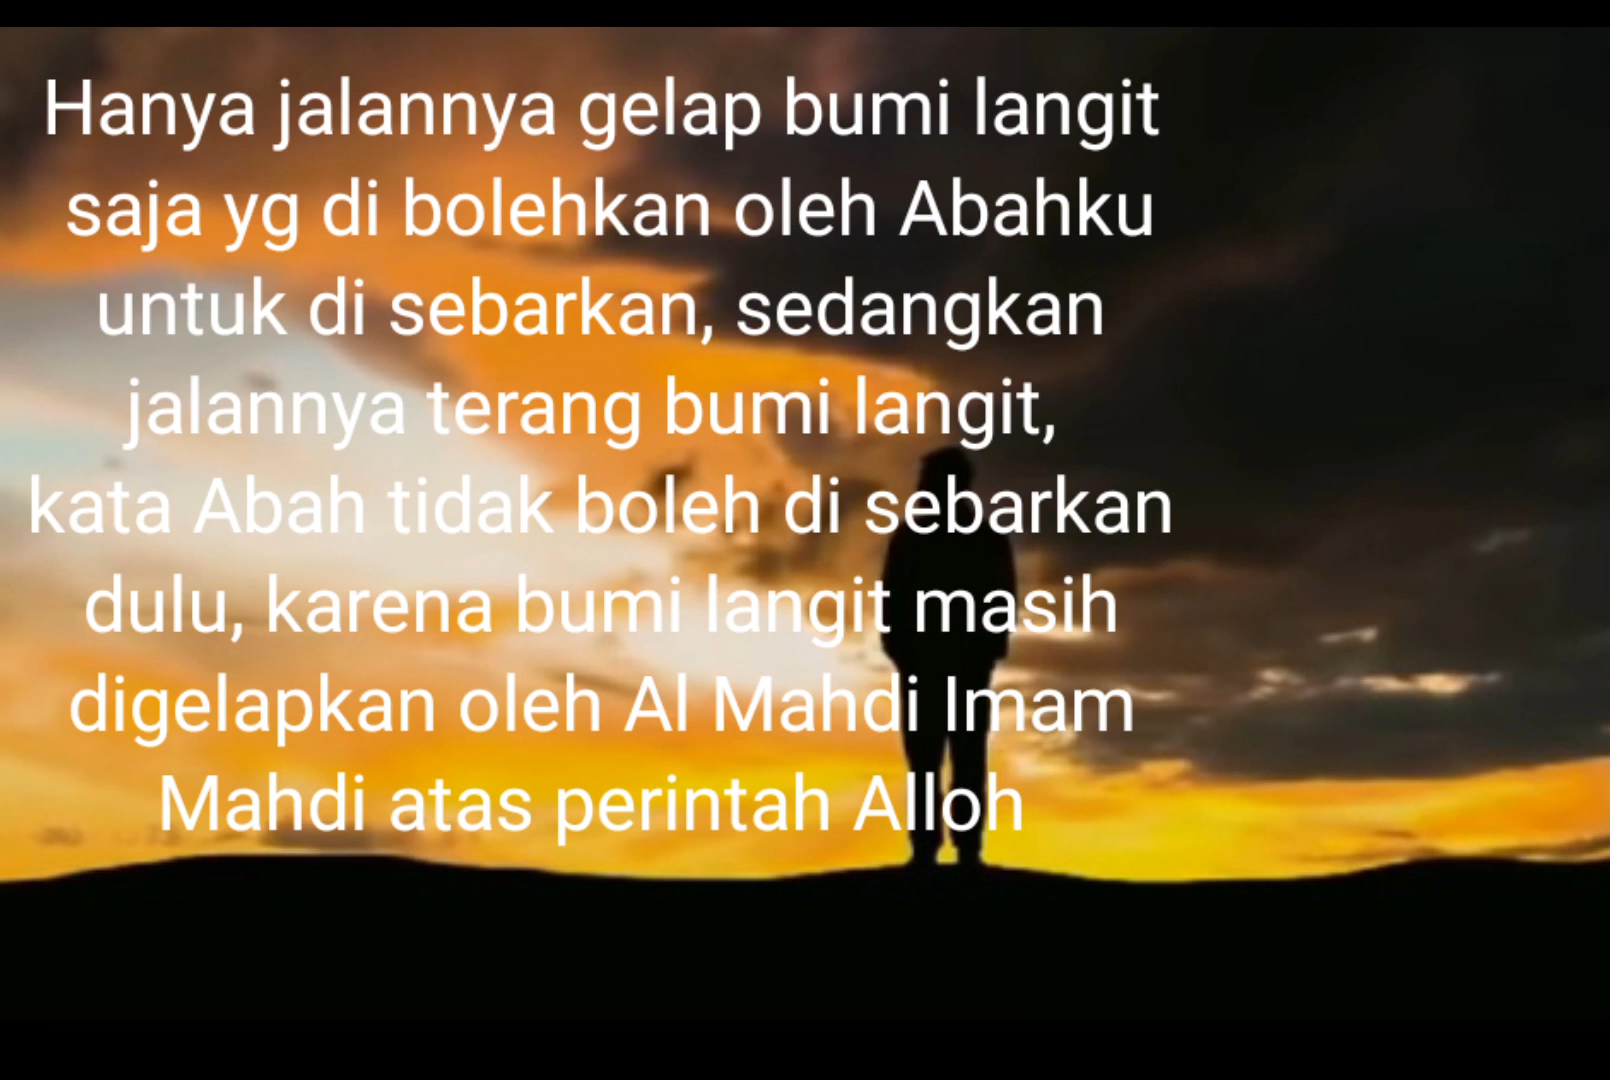 Hanya jalannya gelap bumi langit
saja yg di bolehkan oleh Abahku
untuk di sebarkan, sedangkan
jalannya terang bumi langit,
kata Abah tidak boleh di sebarkan
dulu, karena bumi langit masih
digelapkan oleh Al Mahdi Imam
Mahdi atas perintah Alloh